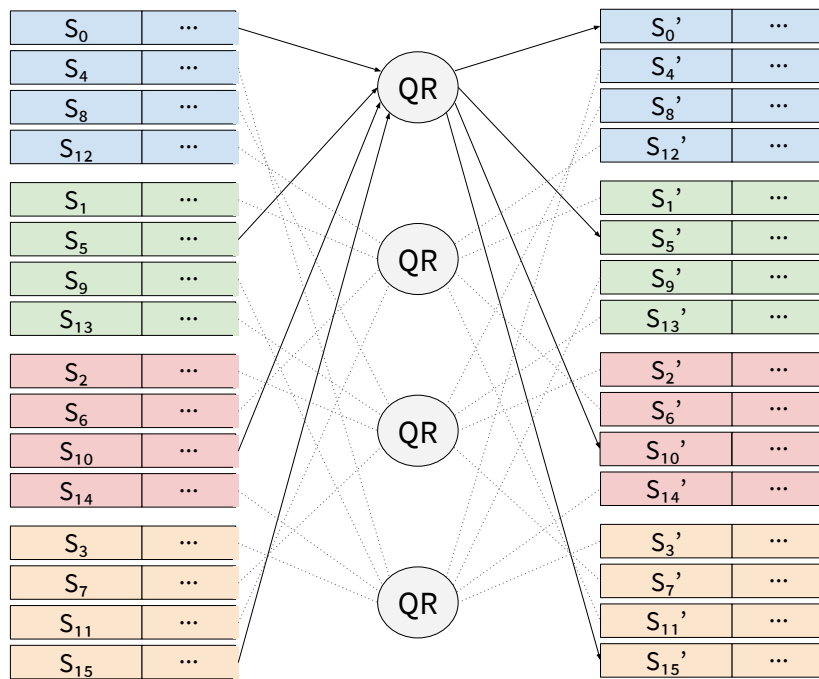 S₀ ...
S₄ ...
S₈ ...
S₁₂ ...
S₁ ...
S₅ ...
S₉ ...
S₁₃ ...
S₂ ...
S₆ ...
S₁₀ ...
S₁₄ ...
S₃ ...
S₇ ...
S₁₁ ...
S₁₅ ...
QR
QR
QR
QR
S₀’ ...
S₄’ ...
S₈’ ...
S₁₂’ ...
S₁’ ...
S₅’ ...
S₉’ ...
S₁₃’ ...
S₂’ ...
S₆’ ...
S₁₀’ ...
S₁₄’ ...
S₃’ ...
S₇’ ...
S₁₁’ ...
S₁₅’ ...